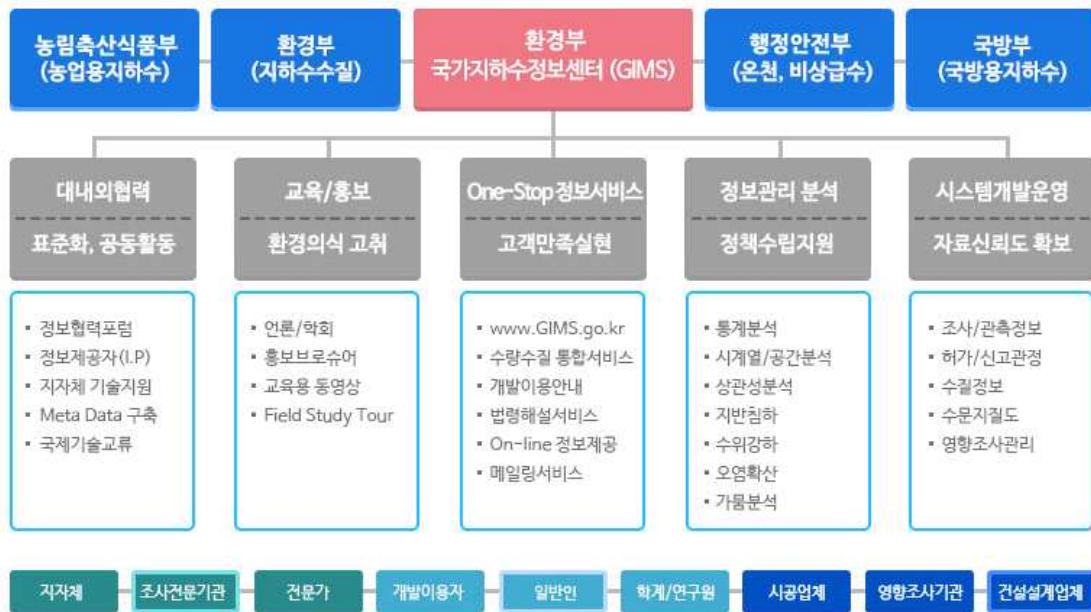 농림축산식품부
(농업용지하수)
환경부
(지하수수질)
환경부
국가지하수정보센터 (GIMS)
행정안전부
(온천, 비상급수)
국방부
(국방용지하수)
대내외협력
표준화, 공동활동
교육/홍보
환경의식 고취
One-Stop 정보서비스
고객만족실현
정보관리 분석
정책수립지원
시스템개발운영
자료신뢰도 확보
▪ 정보협력포럼
▪ 정보제공자(I.P)
▪ 지자체 기술지원
▪ Meta Data 구축
▪ 국제기술교류
▪ 언론/학회
▪ 홍보브로슈어
▪ 교육용 동영상
▪ Field Study Tour
▪ www.GIMS.go.kr
▪ 수량수질 통합서비스
▪ 개발이용안내
▪ 법령해설서비스
▪ On-line 정보제공
▪ 메일링서비스
▪ 통계분석
▪ 시계열/공간분석
▪ 상관성분석
▪ 지반침하
▪ 수위강하
▪ 오염확산
▪ 가뭄분석
▪ 조사/관측정보
▪ 허가/신고관정
▪ 수질정보
▪ 수문지질도
▪ 영향조사관리
지자체
조사전문기관
전문가
개발이용자
일반인
학계/연구원
시공업체
영향조사기관
건설설계업체